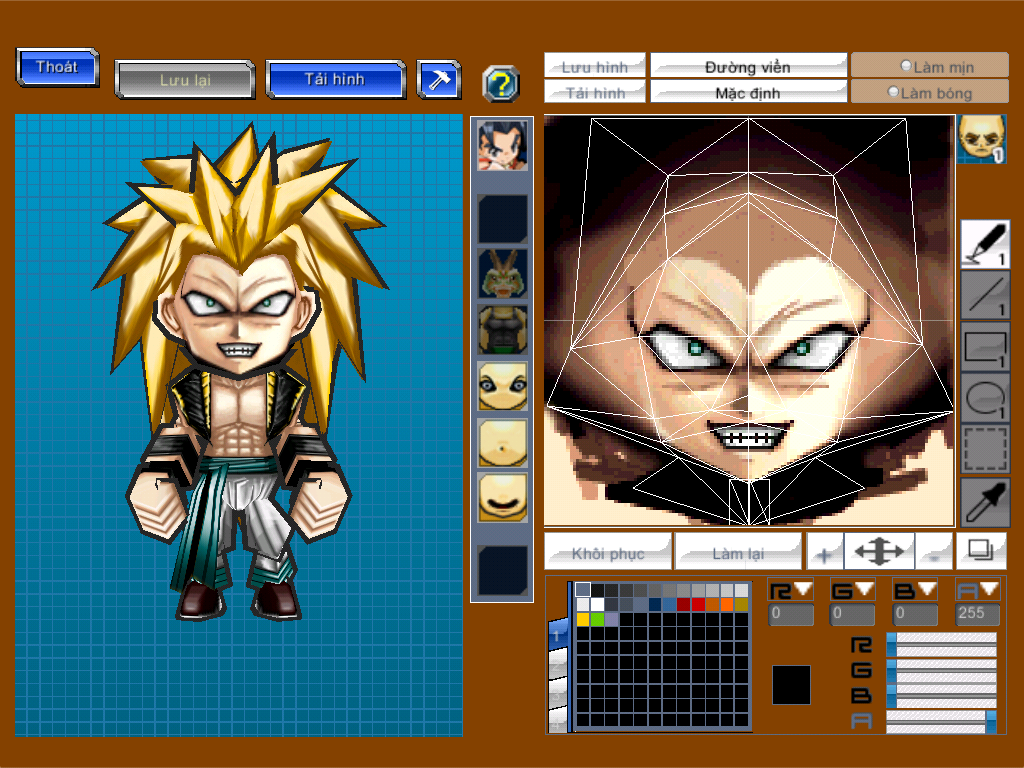 Thoát
Lưu lại
Tải hình
?
Lưu hình
Đường viền
Làm mịn
Tải hình
Mặc định
Làm bóng
1
1
1
1
1
Khôi phục
Làm lại
+
-
R G B A
0 0 0 255
1
R
G
B
A